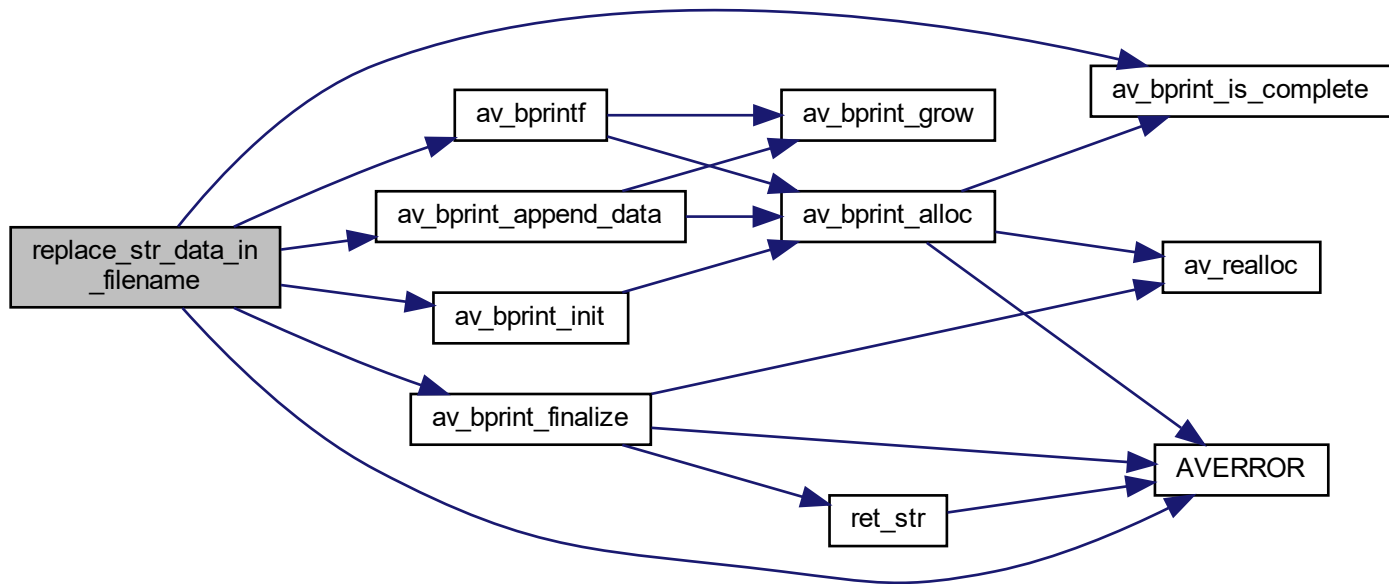 replace_str_data_in
_filename
av_bprintf
av_bprint_append_data
av_bprint_init
av_bprint_finalize
av_bprint_grow
av_bprint_alloc
ret_str
av_bprint_is_complete
av_realloc
AVERROR